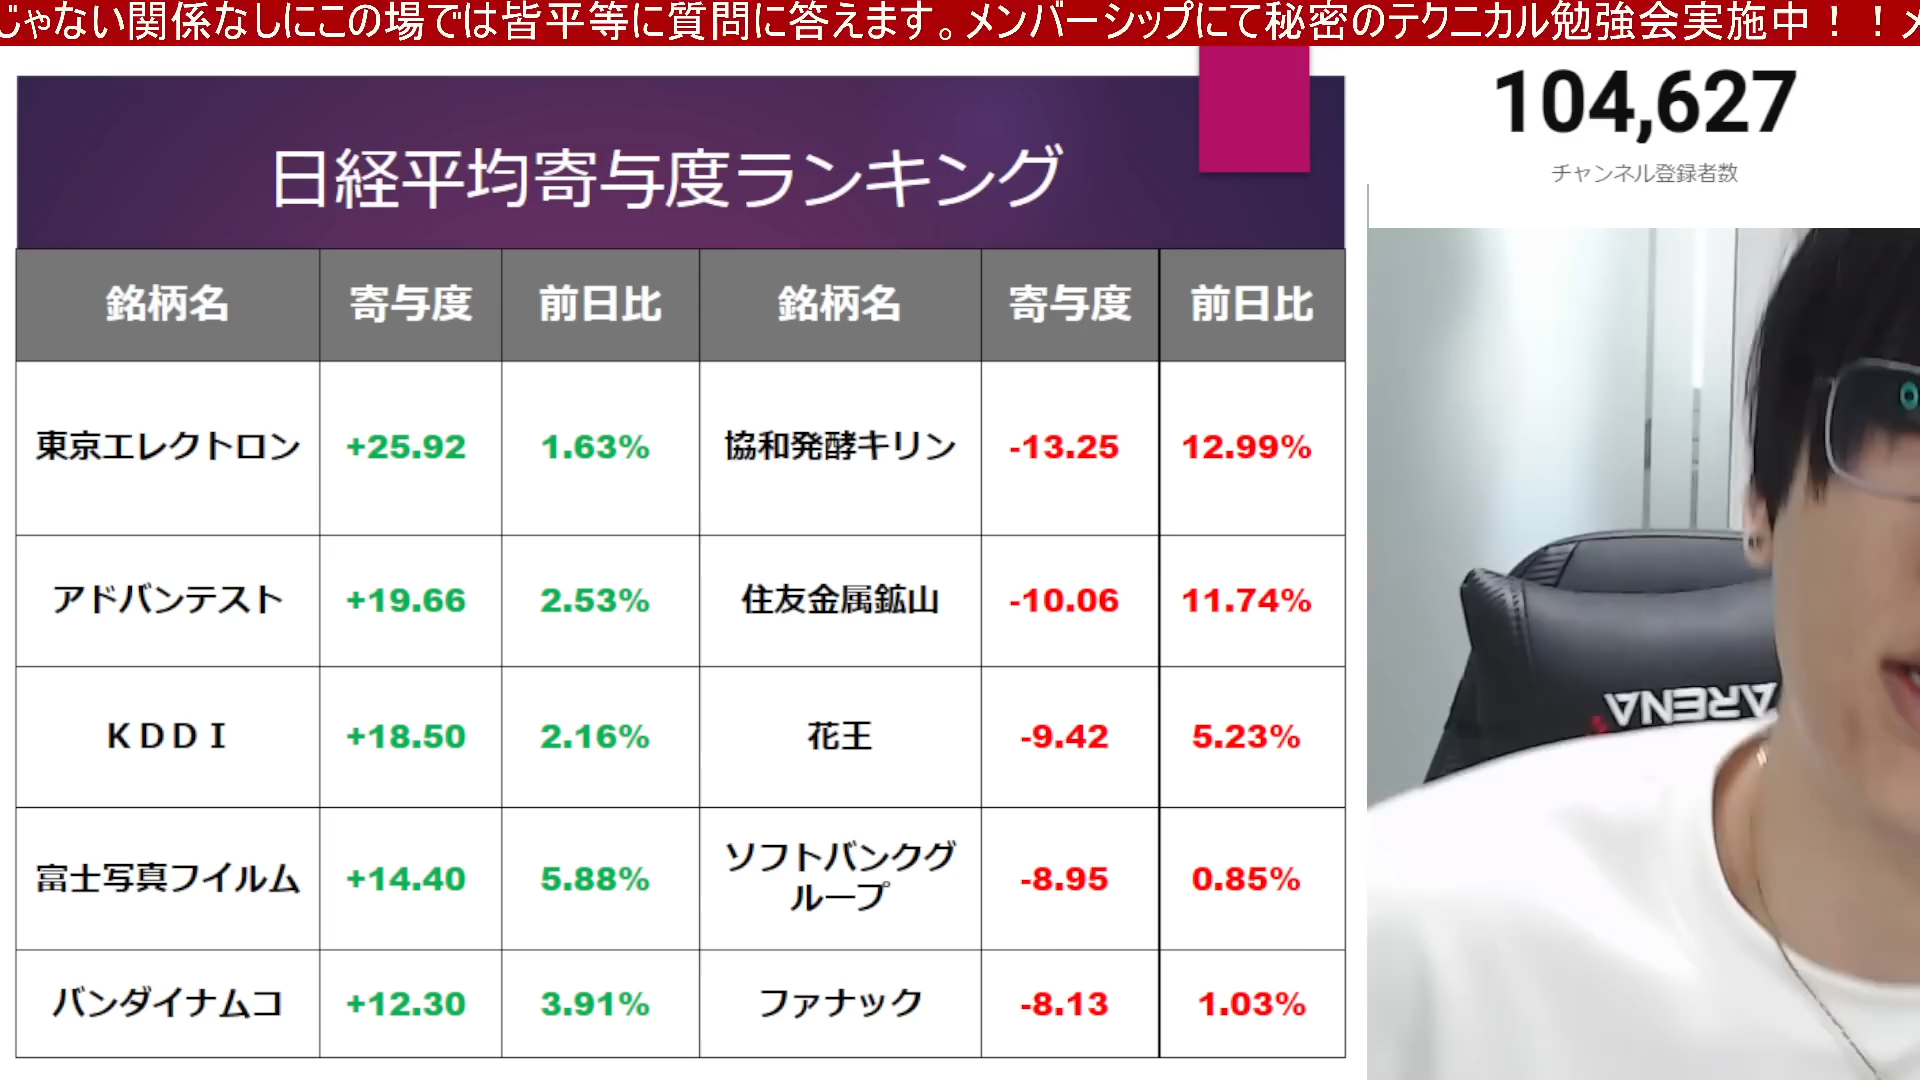 じゃない関係なしにこの場では皆平等に質問に答えます。メンバーシップにて秘密のテクニカル勉強会実施中！！メ
104,627
チャンネル登録者数
日経平均寄与度ランキング
銘柄名 寄与度 前日比 銘柄名 寄与度 前日比
東京エレクトロン +25.92 1.63% 協和発酵キリン -13.25 12.99%
アドバンテスト +19.66 2.53% 住友金属鉱山 -10.06 11.74%
ＫＤＤＩ +18.50 2.16% 花王 -9.42 5.23%
富士写真フイルム +14.40 5.88% ソフトバンクグ
ループ -8.95 0.85%
バンダイナムコ +12.30 3.91% ファナック -8.13 1.03%
ARENA